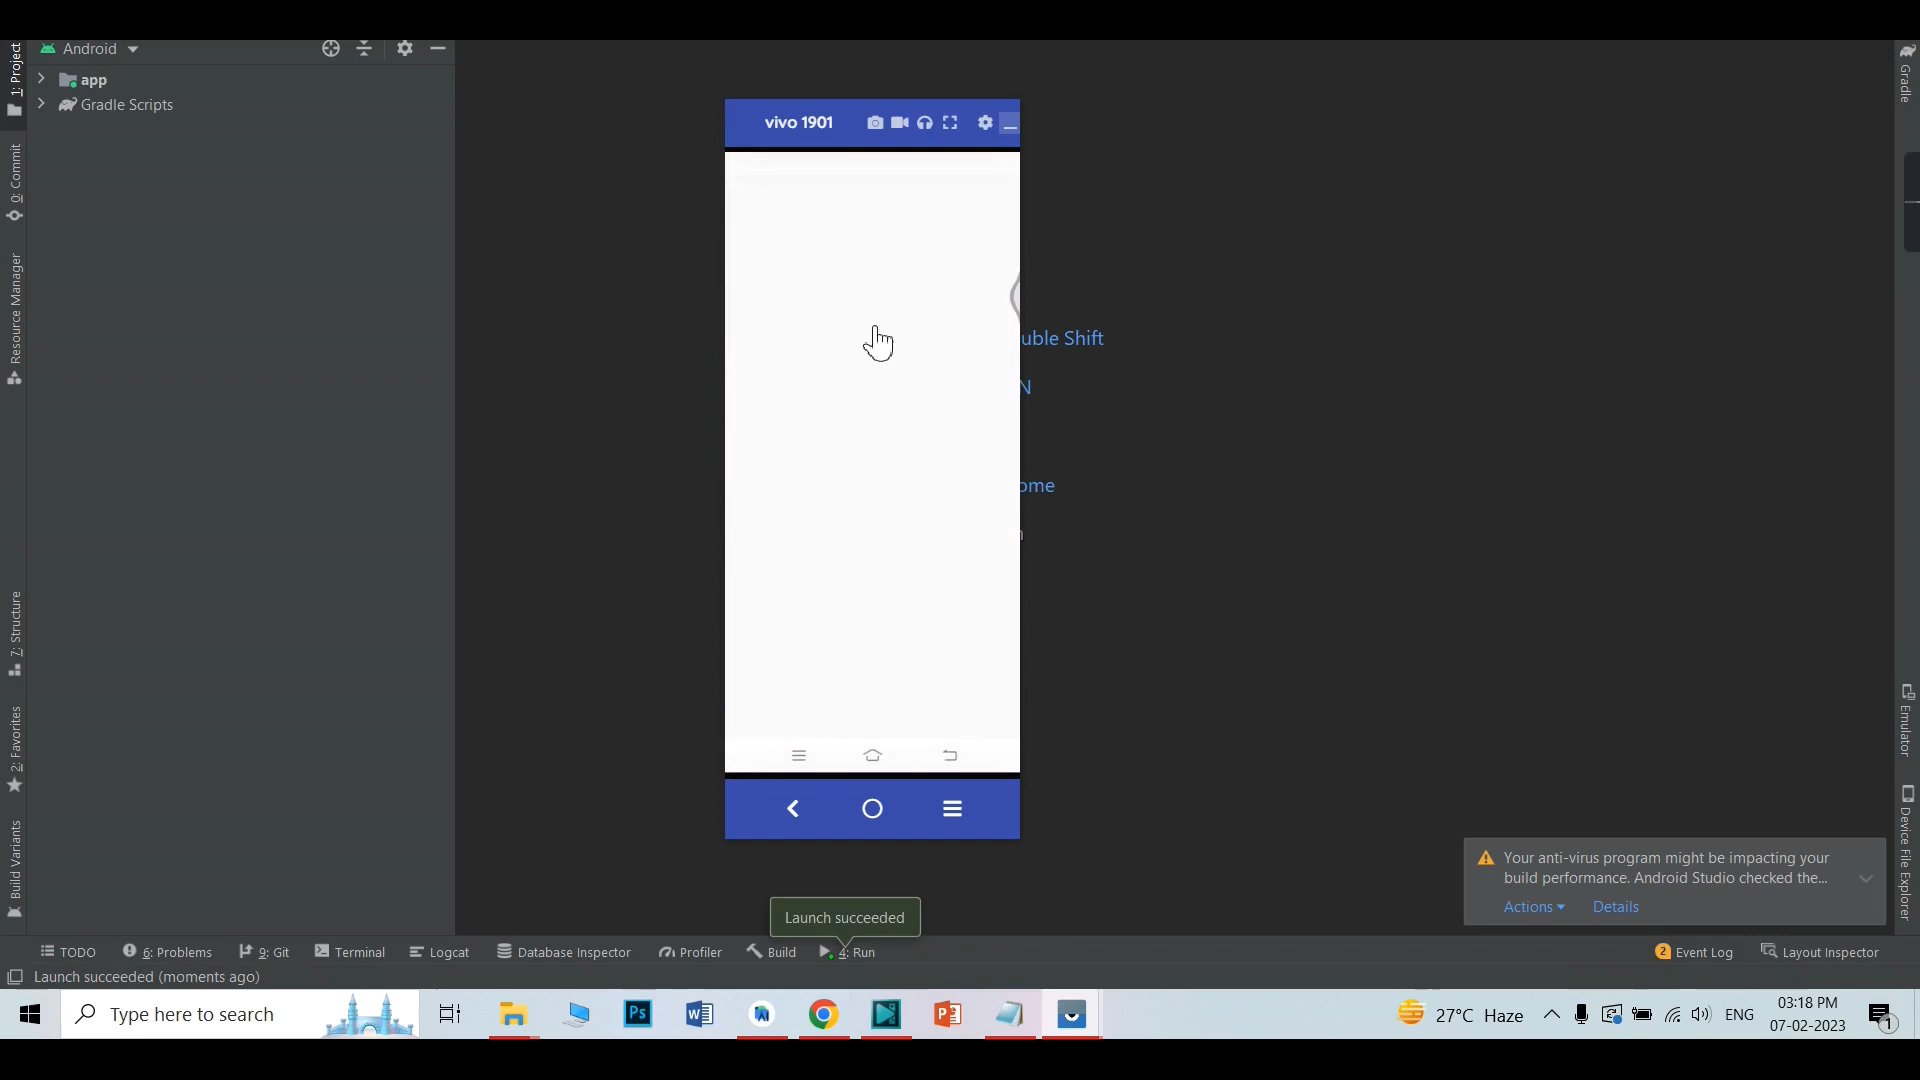 Android
app
Gradle Scripts
1: Project
0: Commit
Resource Manager
7: Structure
2: Favorites
Build Variants
vivo 1901
uble Shift
N
ome
Gradle
Emulator
Device File Explorer
Your anti-virus program might be impacting your
build performance. Android Studio checked the...
Actions
Details
Launch succeeded
TODO
6: Problems
9: Git
Terminal
Logcat
Database Inspector
Profiler
Build
4: Run
2
Event Log
Layout Inspector
Launch succeeded (moments ago)
Type here to search
Ps
W
P
27°C Haze
ENG
03:18 PM
07-02-2023
1